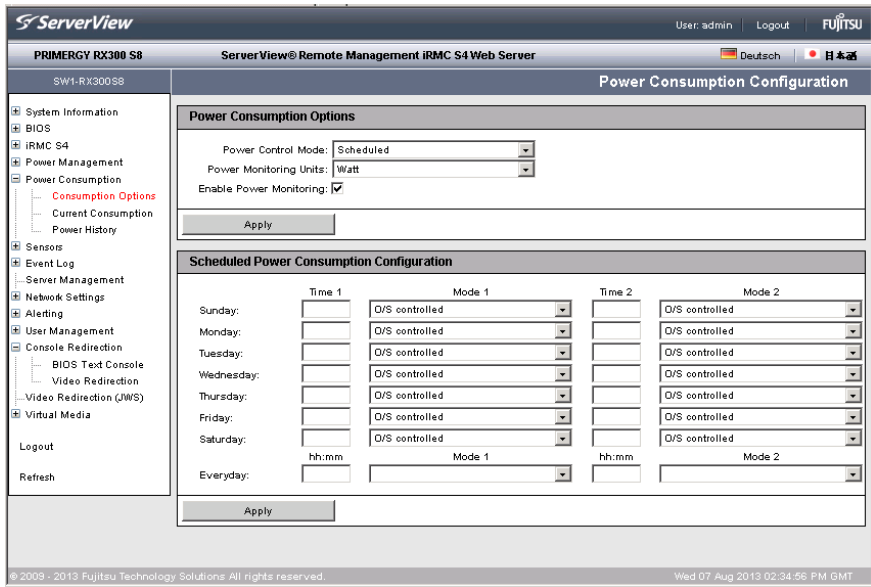 ServerView
User: admin Logout FUJITSU
PRIMERGY RX300 S8 ServerView® Remote Management iRMC S4 Web Server Deutsch 日本語
SW1-RX300S8 Power Consumption Configuration
System Information
BIOS
iRMC S4
Power Management
Power Consumption
Consumption Options
Current Consumption
Power History
Sensors
Event Log
Server Management
Network Settings
Alerting
User Management
Console Redirection
BIOS Text Console
Video Redirection
Video Redirection (JWS)
Virtual Media
Logout
Refresh
Power Consumption Options
Power Control Mode: Scheduled
Power Monitoring Units: Watt
Enable Power Monitoring:
Apply
Scheduled Power Consumption Configuration
Time 1 Mode 1 Time 2 Mode 2
Sunday: O/S controlled O/S controlled
Monday: O/S controlled O/S controlled
Tuesday: O/S controlled O/S controlled
Wednesday: O/S controlled O/S controlled
Thursday: O/S controlled O/S controlled
Friday: O/S controlled O/S controlled
Saturday: O/S controlled O/S controlled
hh:mm Mode 1 hh:mm Mode 2
Everyday:
Apply
© 2009 - 2013 Fujitsu Technology Solutions All rights reserved. Wed 07 Aug 2013 02:34:56 PM GMT